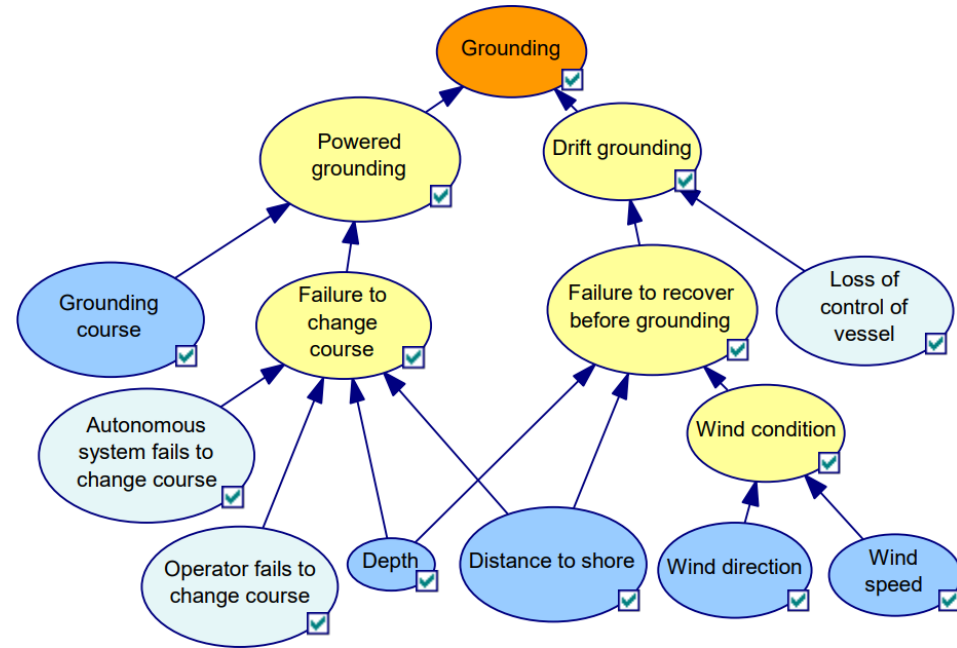 Grounding
Powered
grounding
Drift grounding
Grounding
course
Failure to
change
course
Failure to recover
before grounding
Loss of
control of
vessel
Autonomous
system fails to
change course
Wind condition
Operator fails to
change course
Depth
Distance to shore
Wind direction
Wind
speed